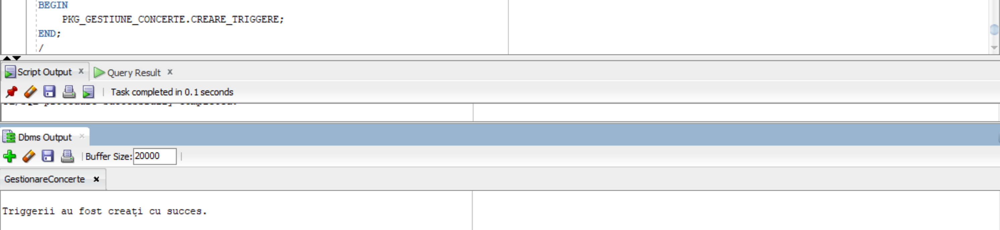 BEGIN
PKG_GESTIUNE_CONCERTE.CREARE_TRIGGERE;
END;
/
Script Output x Query Result x
Task completed in 0.1 seconds
Dbms Output x
Buffer Size: 20000
GestionareConcerte x
Triggerii au fost creați cu succes.